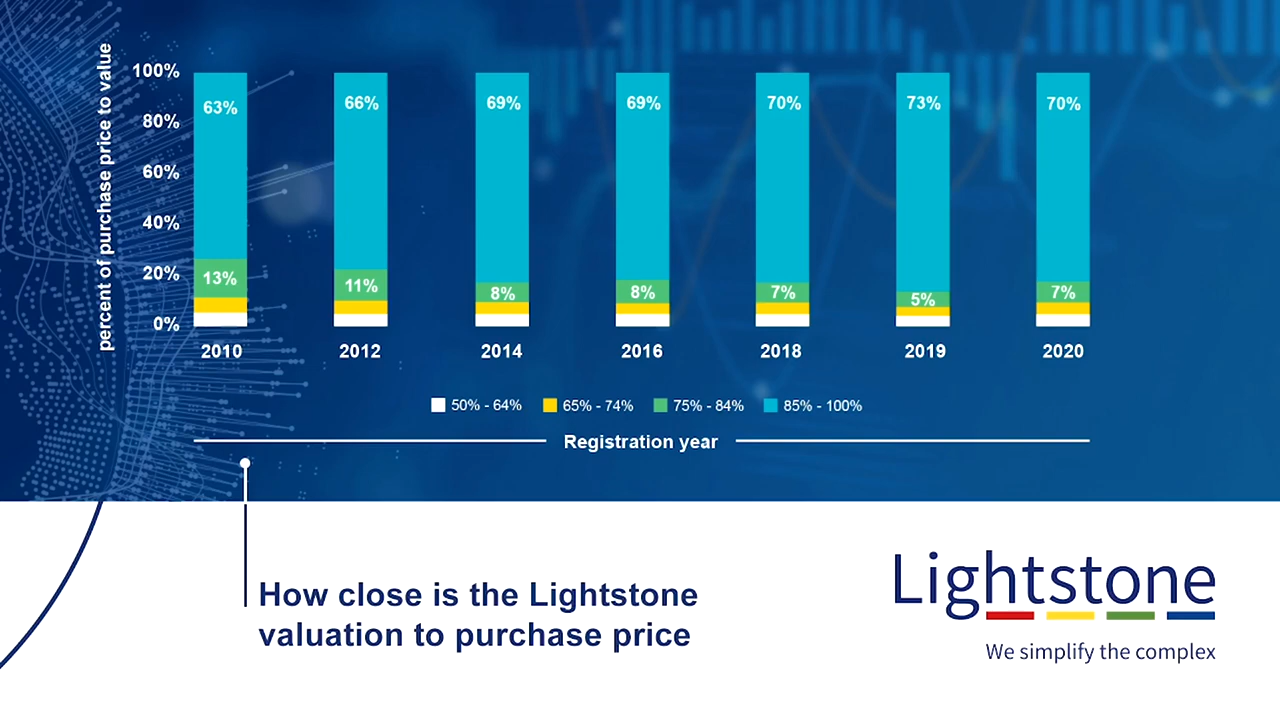 percent of purchase price to value
100%
80%
60%
40%
20%
0%
63% 66% 69% 69% 70% 73% 70%
13% 11% 8% 8% 7% 5% 7%
2010 2012 2014 2016 2018 2019 2020
50% - 64% 65% - 74% 75% - 84% 85% - 100%
Registration year
How close is the Lightstone
valuation to purchase price
Lightstone
We simplify the complex